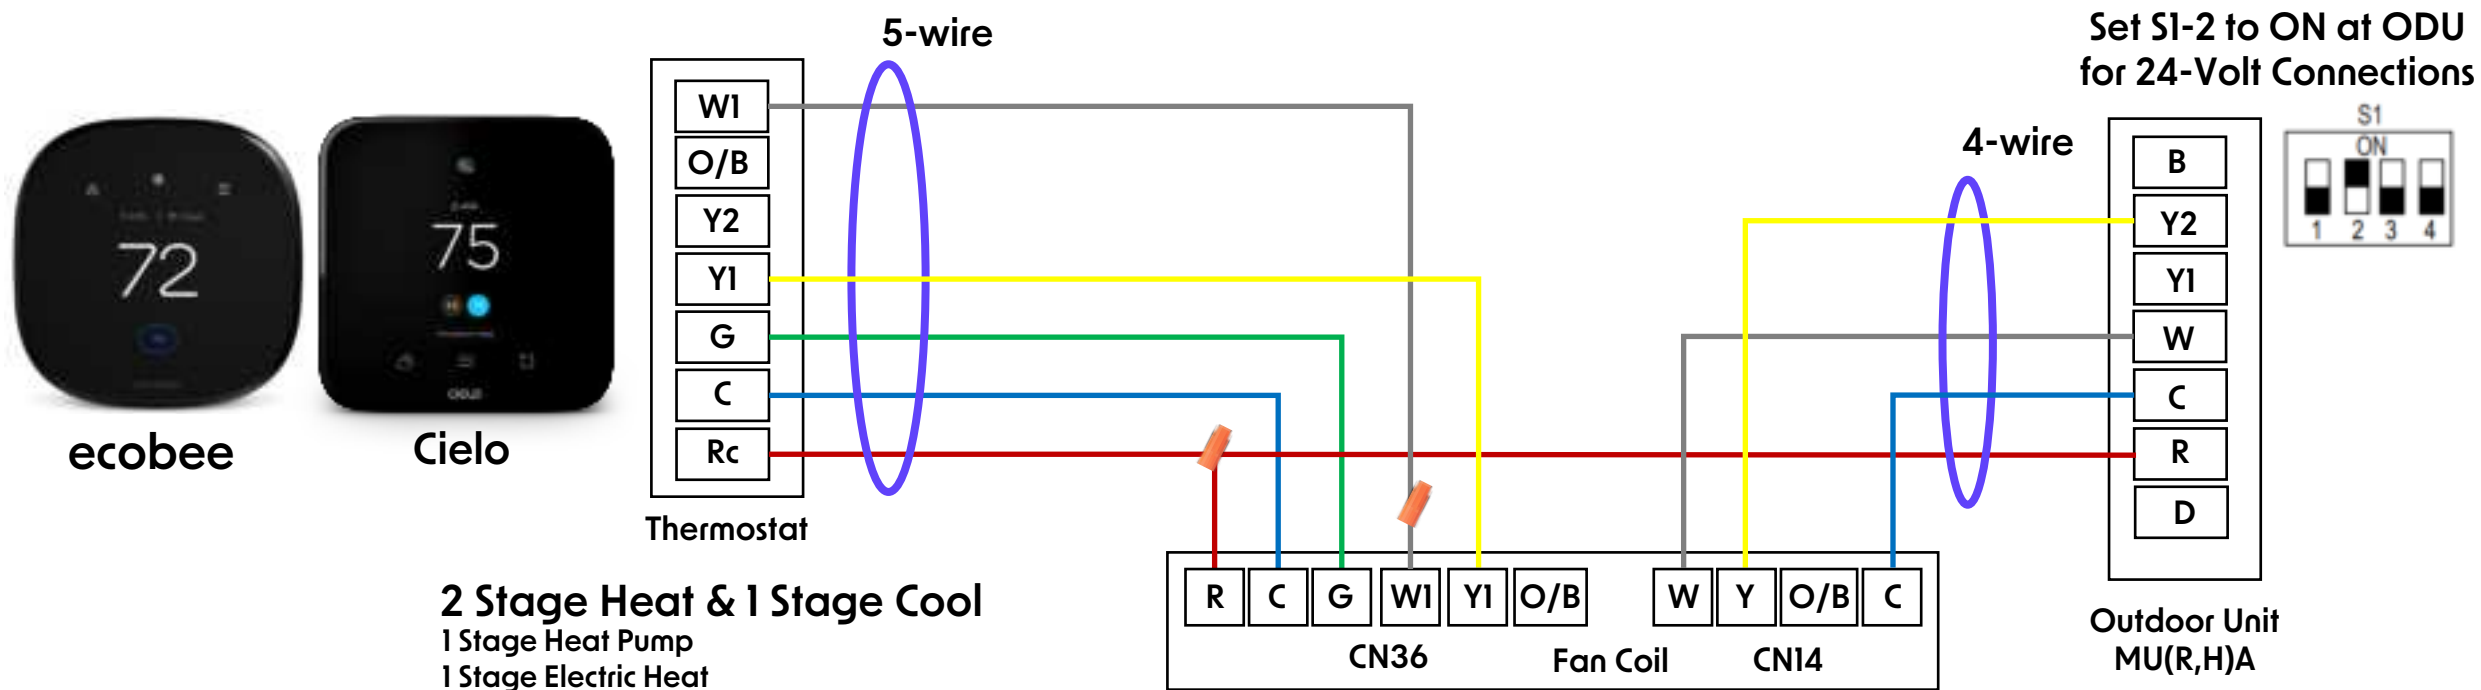 5-wire
Set S1-2 to ON at ODU
for 24-Volt Connections
S1
ON
1 2 3 4
4-wire
72
ecobee
75
Cielo
W1
O/B
Y2
Y1
G
C
Rc
Thermostat
B
Y2
Y1
W
C
R
D
Outdoor Unit
MU(R,H)A
2 Stage Heat & 1 Stage Cool
1 Stage Heat Pump
1 Stage Electric Heat
R C G W1 Y1 O/B
W Y O/B C
CN36
Fan Coil
CN14